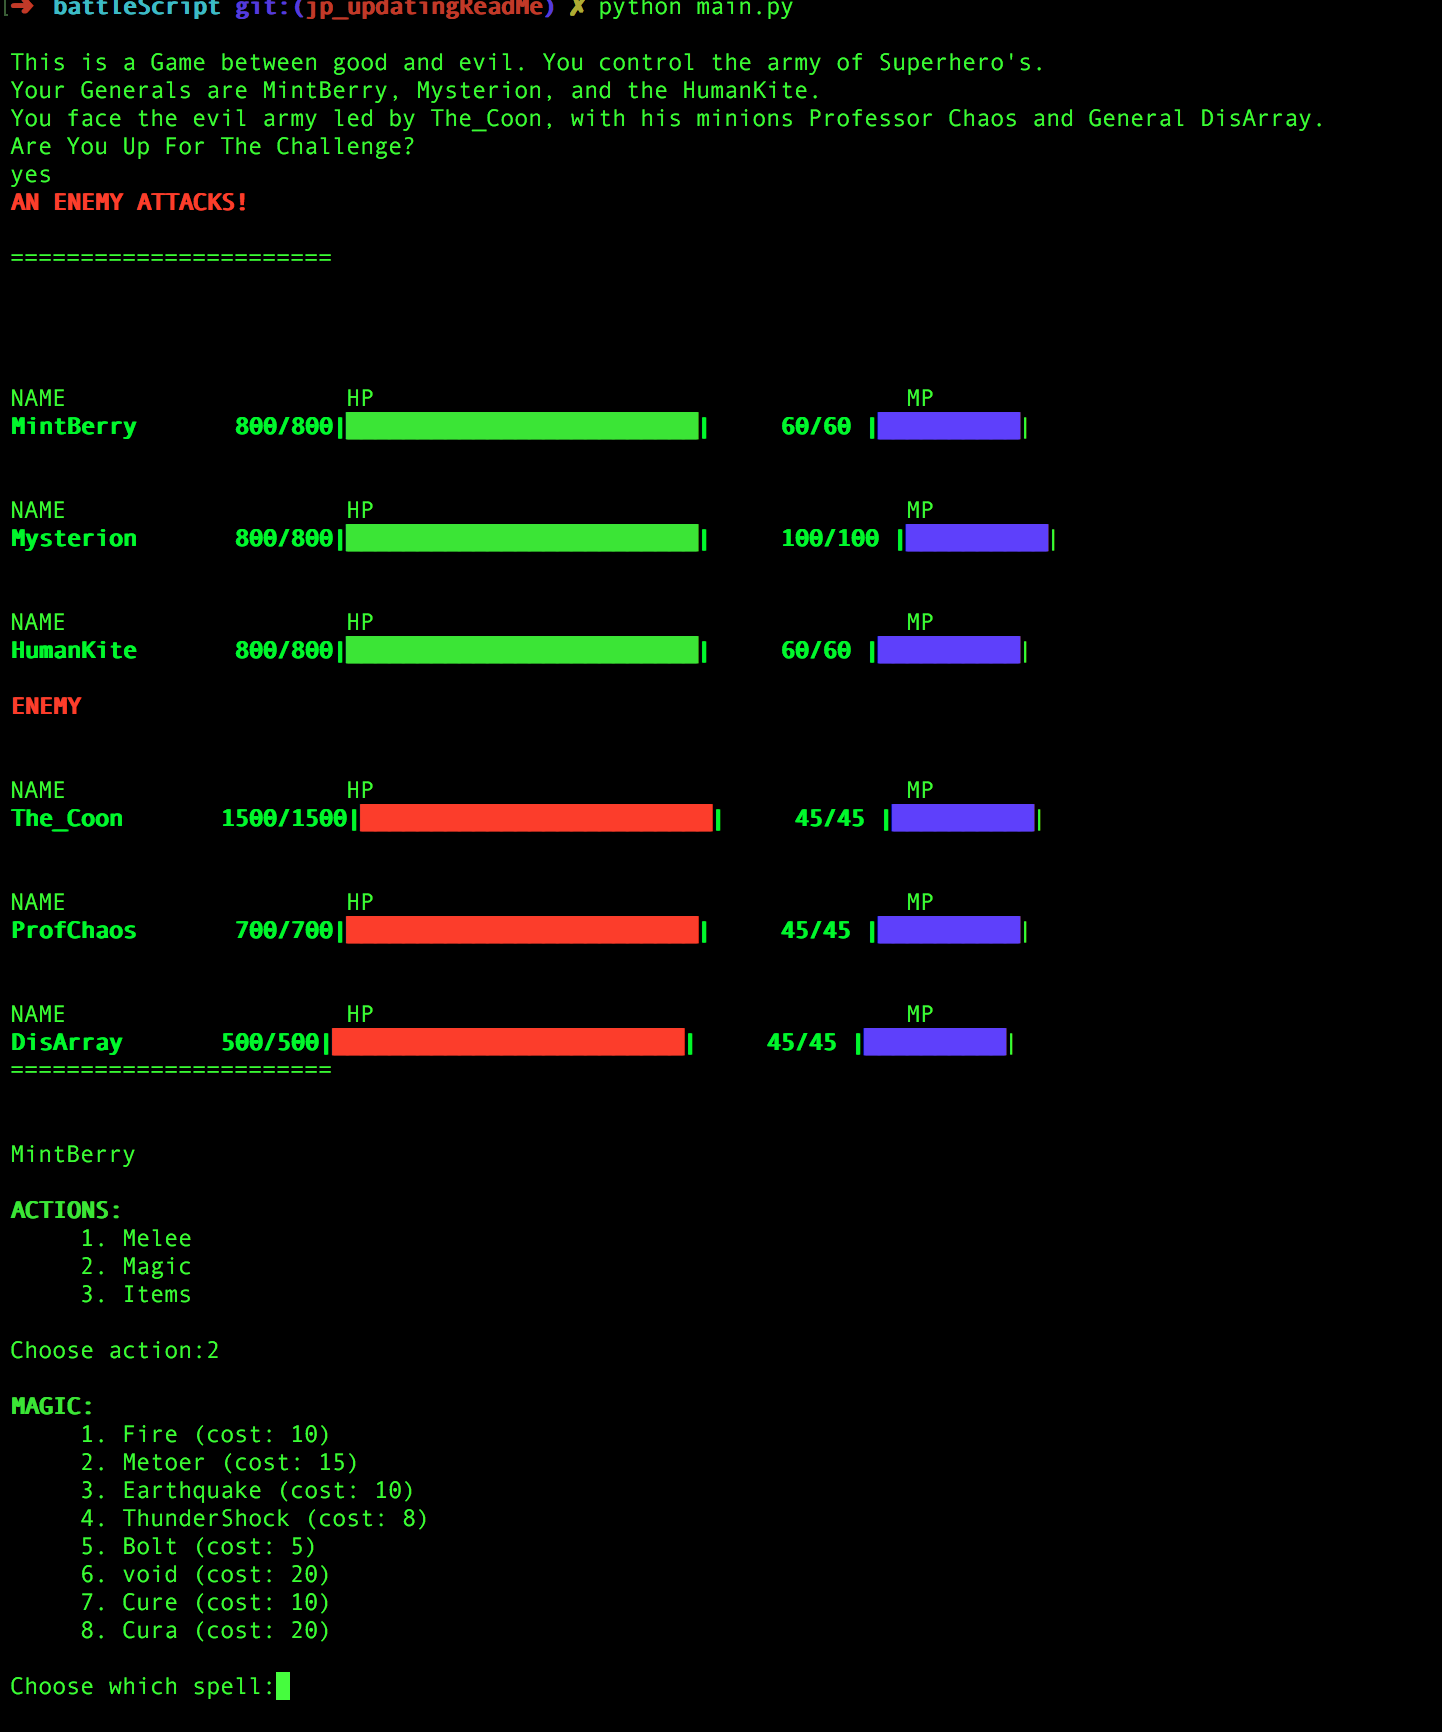 ➜ battleScript git:(jp_updatingReadMe) ✗ python main.py
This is a Game between good and evil. You control the army of Superhero's.
Your Generals are MintBerry, Mysterion, and the HumanKite.
You face the evil army led by The_Coon, with his minions Professor Chaos and General DisArray.
Are You Up For The Challenge?
yes
AN ENEMY ATTACKS!
=======================
NAME HP MP
MintBerry 800/800| | 60/60 | |
NAME HP MP
Mysterion 800/800| | 100/100 | |
NAME HP MP
HumanKite 800/800| | 60/60 | |
ENEMY
NAME HP MP
The_Coon 1500/1500| | 45/45 | |
NAME HP MP
ProfChaos 700/700| | 45/45 | |
NAME HP MP
DisArray 500/500| | 45/45 | |
=======================
MintBerry
ACTIONS:
1. Melee
2. Magic
3. Items
Choose action:2
MAGIC:
1. Fire (cost: 10)
2. Metoer (cost: 15)
3. Earthquake (cost: 10)
4. ThunderShock (cost: 8)
5. Bolt (cost: 5)
6. void (cost: 20)
7. Cure (cost: 10)
8. Cura (cost: 20)
Choose which spell: